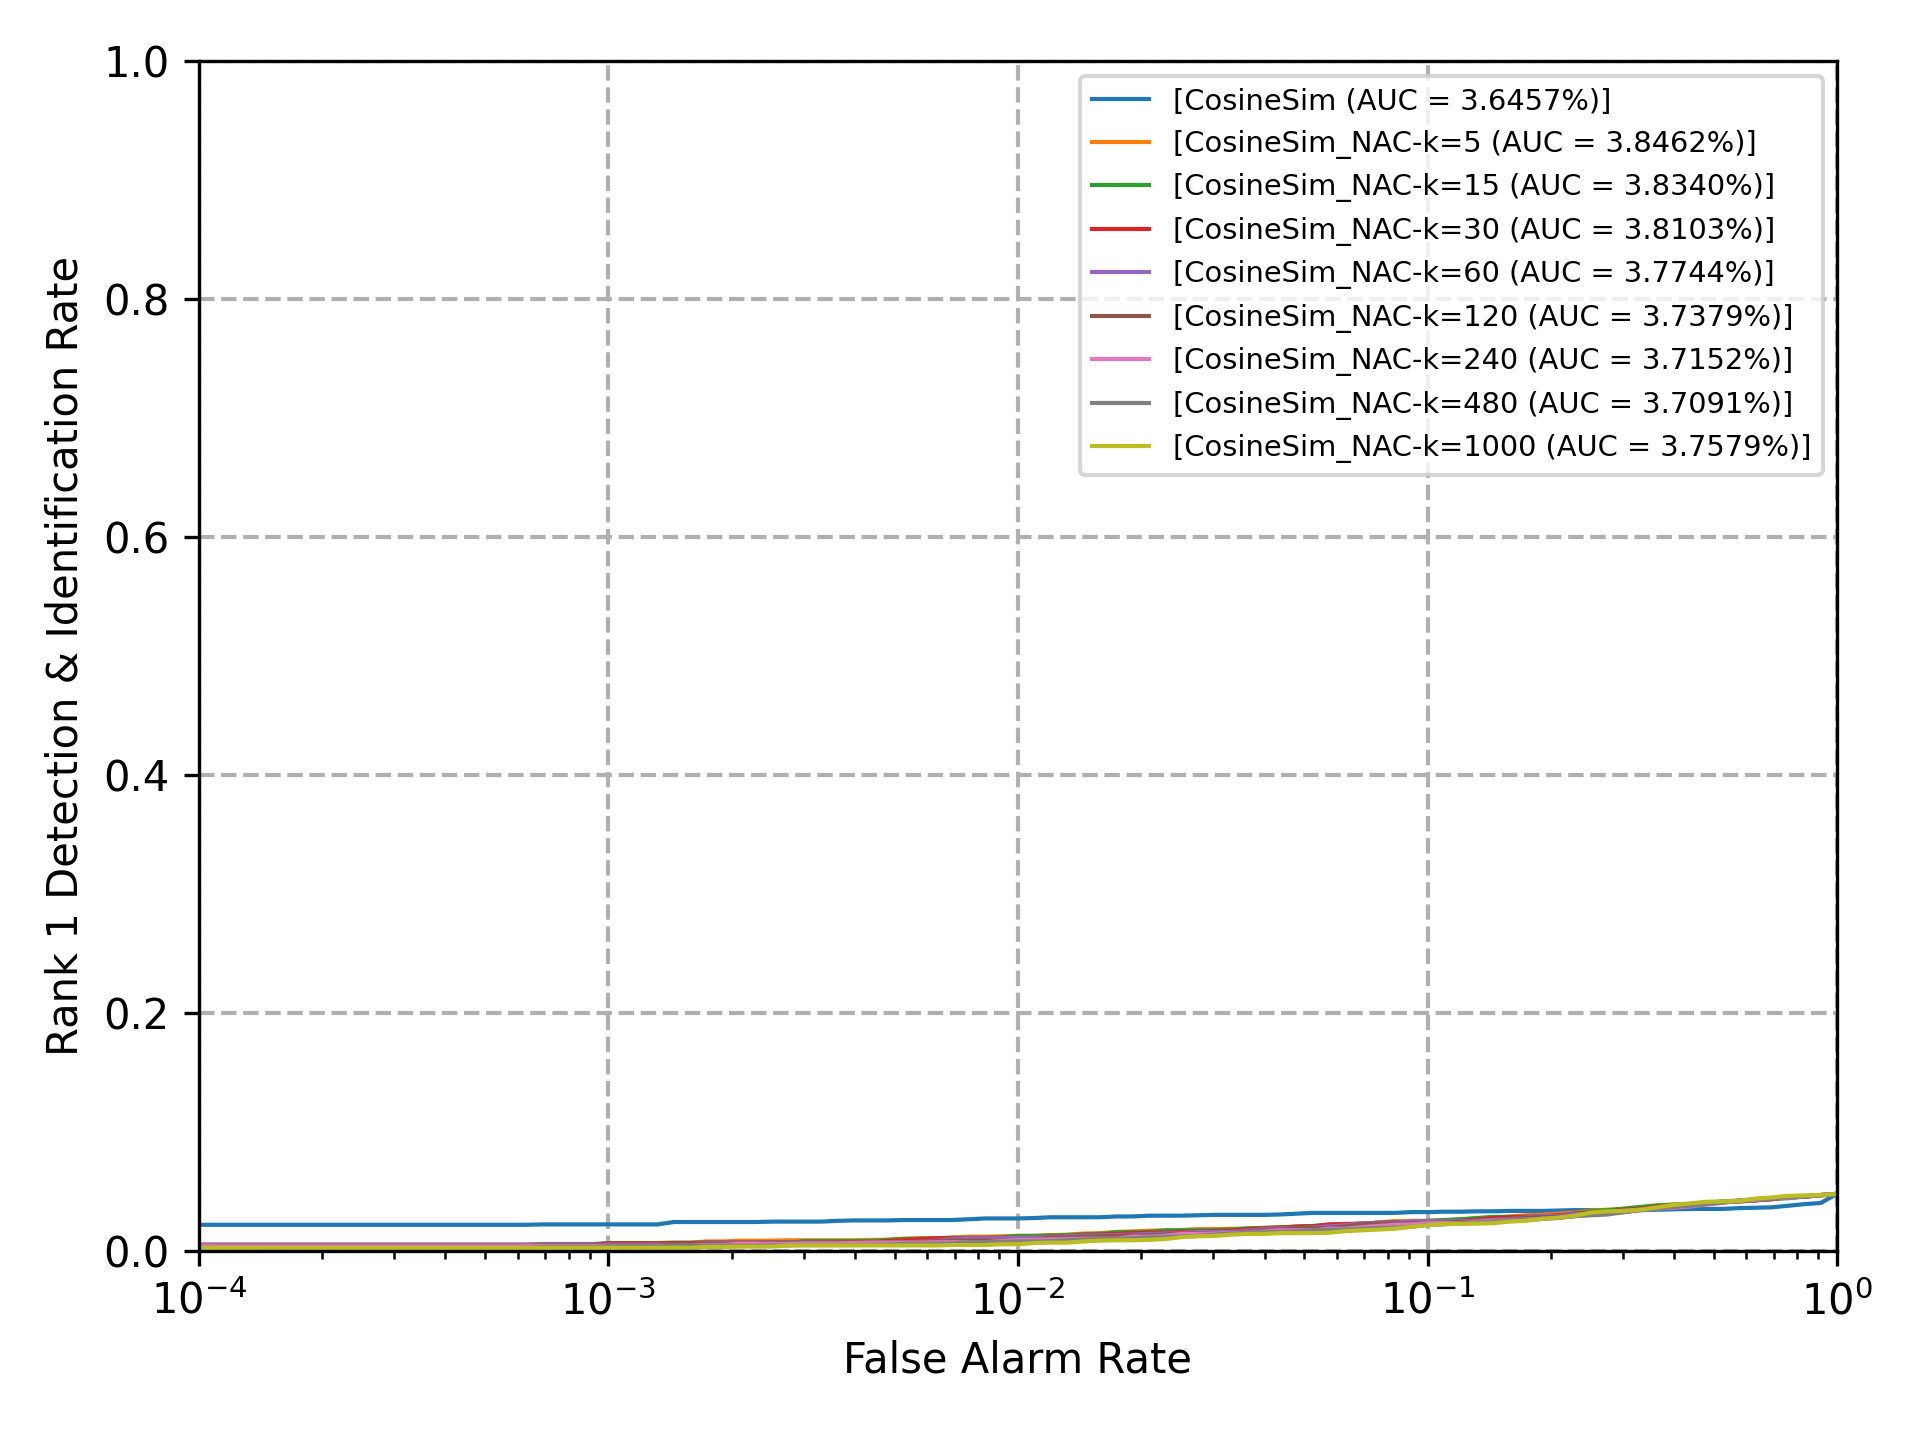 1.0
0.8
0.6
0.4
0.2
0.0
Rank 1 Detection & Identification Rate
[CosineSim (AUC = 3.6457%)]
[CosineSim_NAC-k=5 (AUC = 3.8462%)]
[CosineSim_NAC-k=15 (AUC = 3.8340%)]
[CosineSim_NAC-k=30 (AUC = 3.8103%)]
[CosineSim_NAC-k=60 (AUC = 3.7744%)]
[CosineSim_NAC-k=120 (AUC = 3.7379%)]
[CosineSim_NAC-k=240 (AUC = 3.7152%)]
[CosineSim_NAC-k=480 (AUC = 3.7091%)]
[CosineSim_NAC-k=1000 (AUC = 3.7579%)]
10⁻⁴ 10⁻³ 10⁻² 10⁻¹ 10⁰
False Alarm Rate